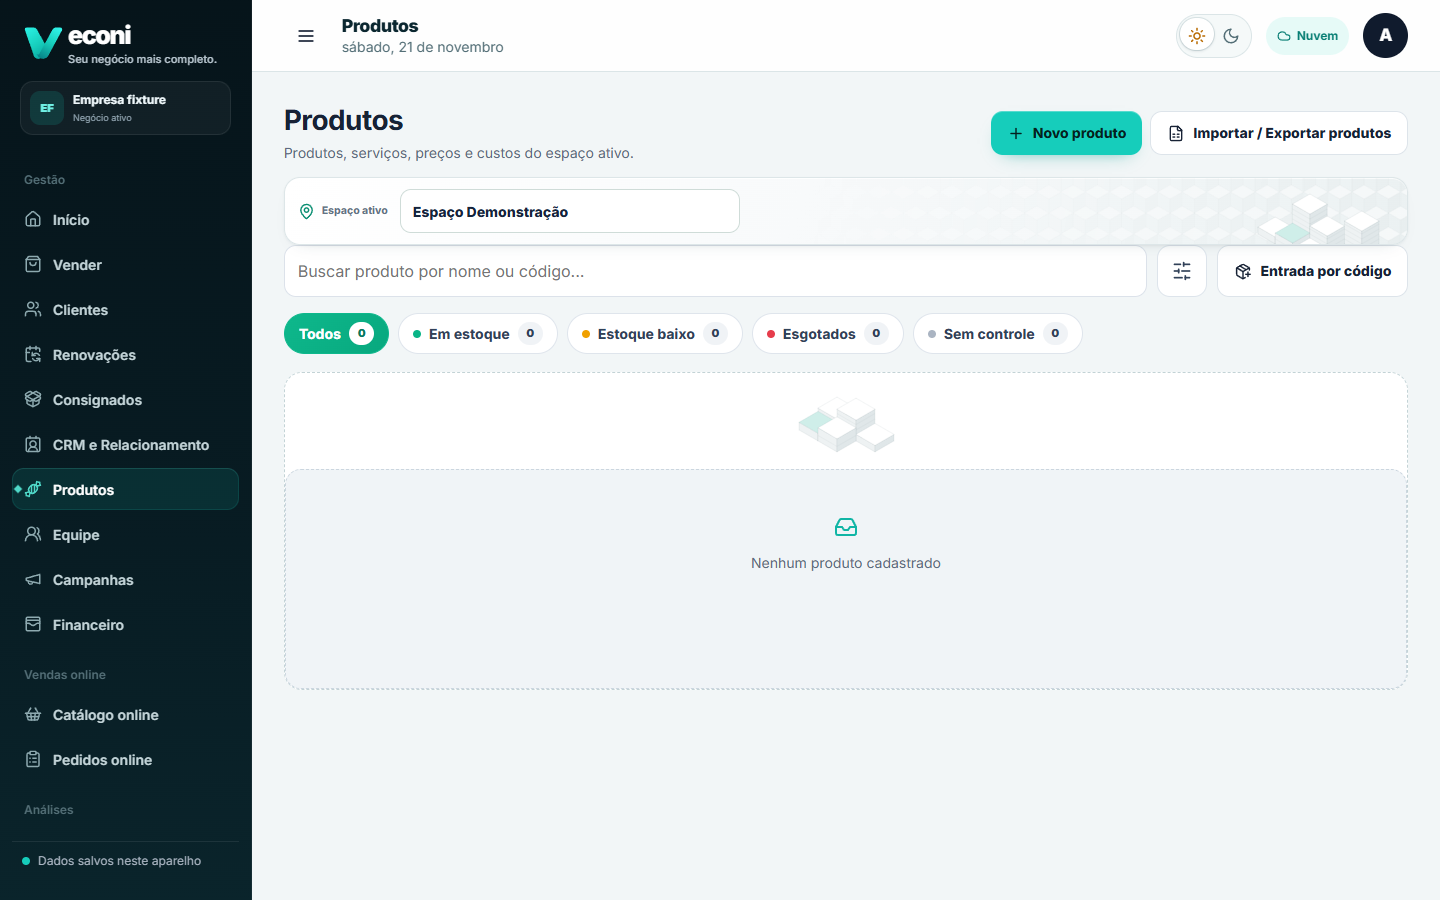 Veconi
Seu negócio mais completo.
EF
Empresa fixture
Negócio ativo
Gestão
Início
Vender
Clientes
Renovações
Consignados
CRM e Relacionamento
Produtos
Equipe
Campanhas
Financeiro
Vendas online
Catálogo online
Pedidos online
Análises
Dados salvos neste aparelho
Produtos
sábado, 21 de novembro
Nuvem
A
Produtos
Produtos, serviços, preços e custos do espaço ativo.
Novo produto
Importar / Exportar produtos
Espaço ativo
Espaço Demonstração
Buscar produto por nome ou código...
Entrada por código
Todos 0
Em estoque 0
Estoque baixo 0
Esgotados 0
Sem controle 0
Nenhum produto cadastrado